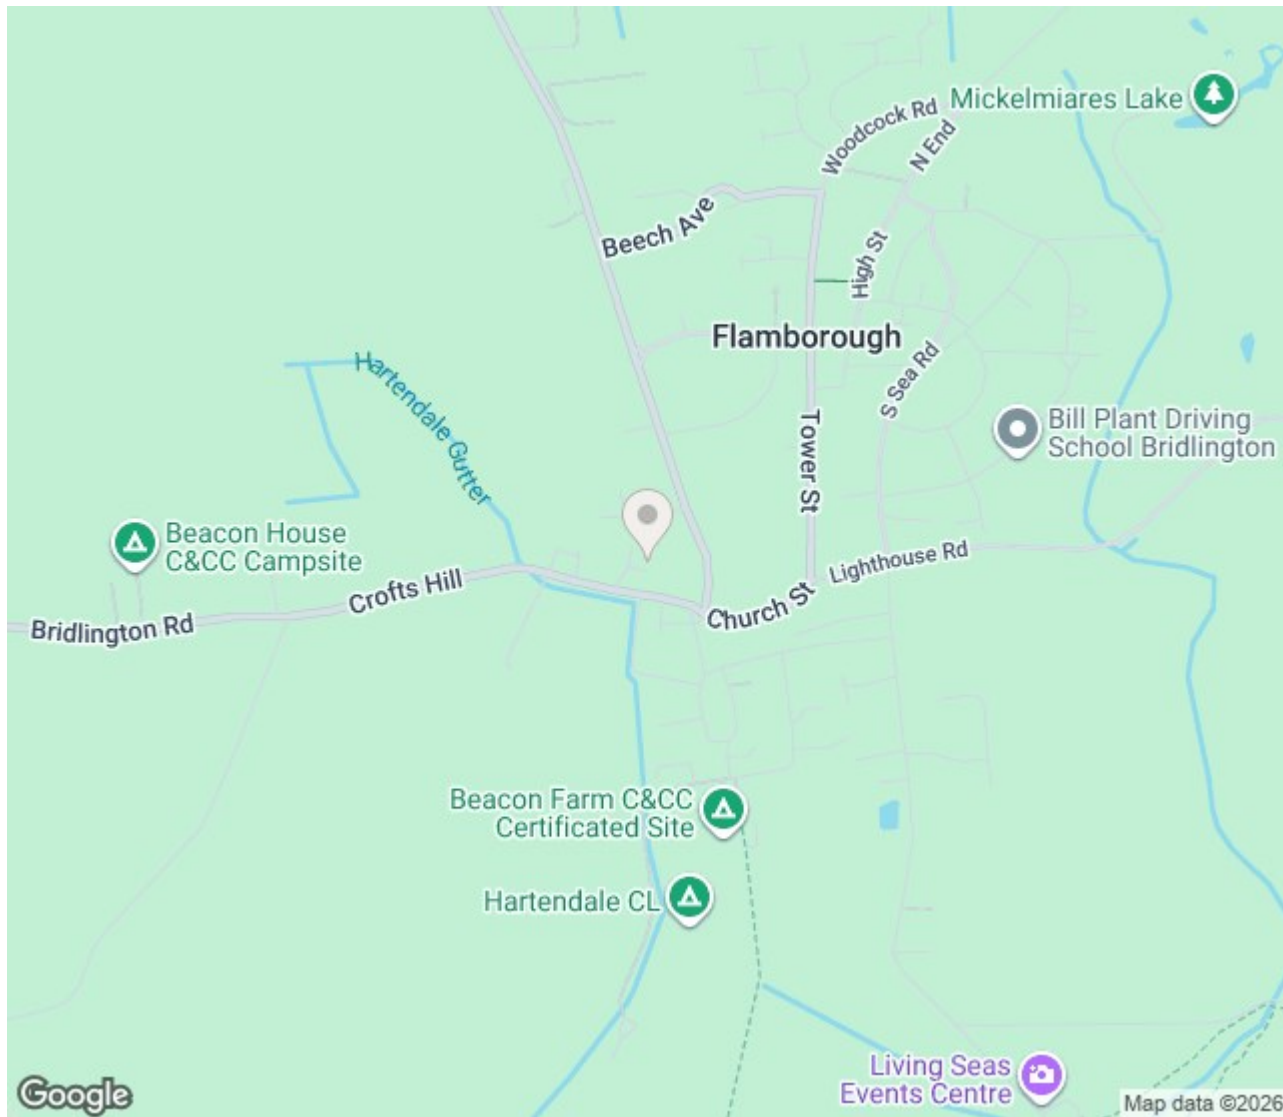 Woodcock Rd
Mickelmiares Lake
N End
Beech Ave
High St
Flamborough
Hartendale Gutter
S Sea Rd
Tower St
Bill Plant Driving
School Bridlington
Beacon House
C&CC Campsite
Lighthouse Rd
Crofts Hill
Church St
Bridlington Rd
Beacon Farm C&CC
Certificated Site
Hartendale CL
Living Seas
Events Centre
Google
Map data ©2026